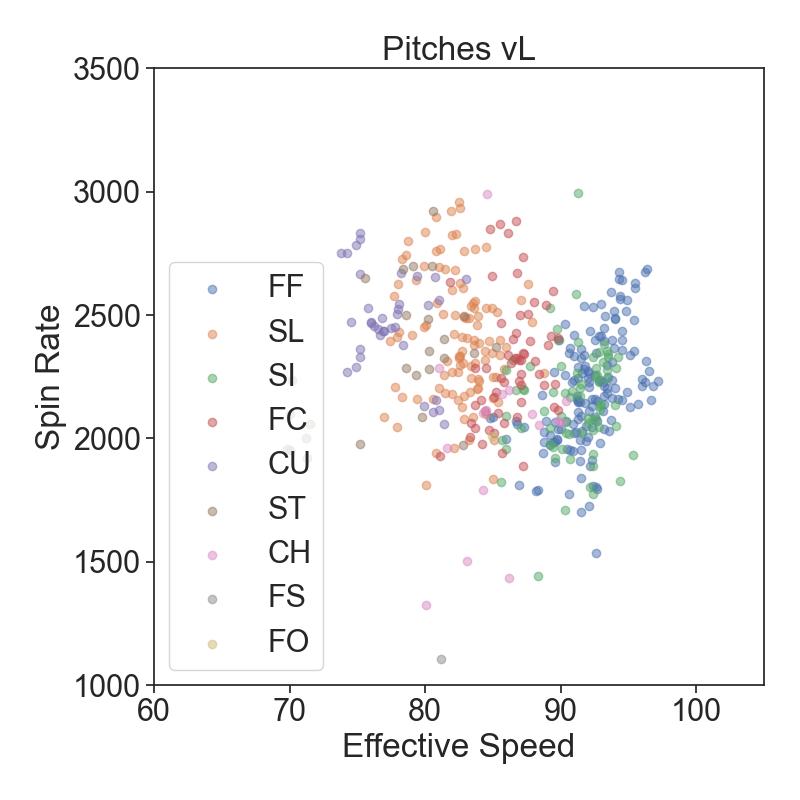 Pitches vL
3500
3000
2500
2000
1500
1000
Spin Rate
FF
SL
SI
FC
CU
ST
CH
FS
FO
60 70 80 90 100
Effective Speed